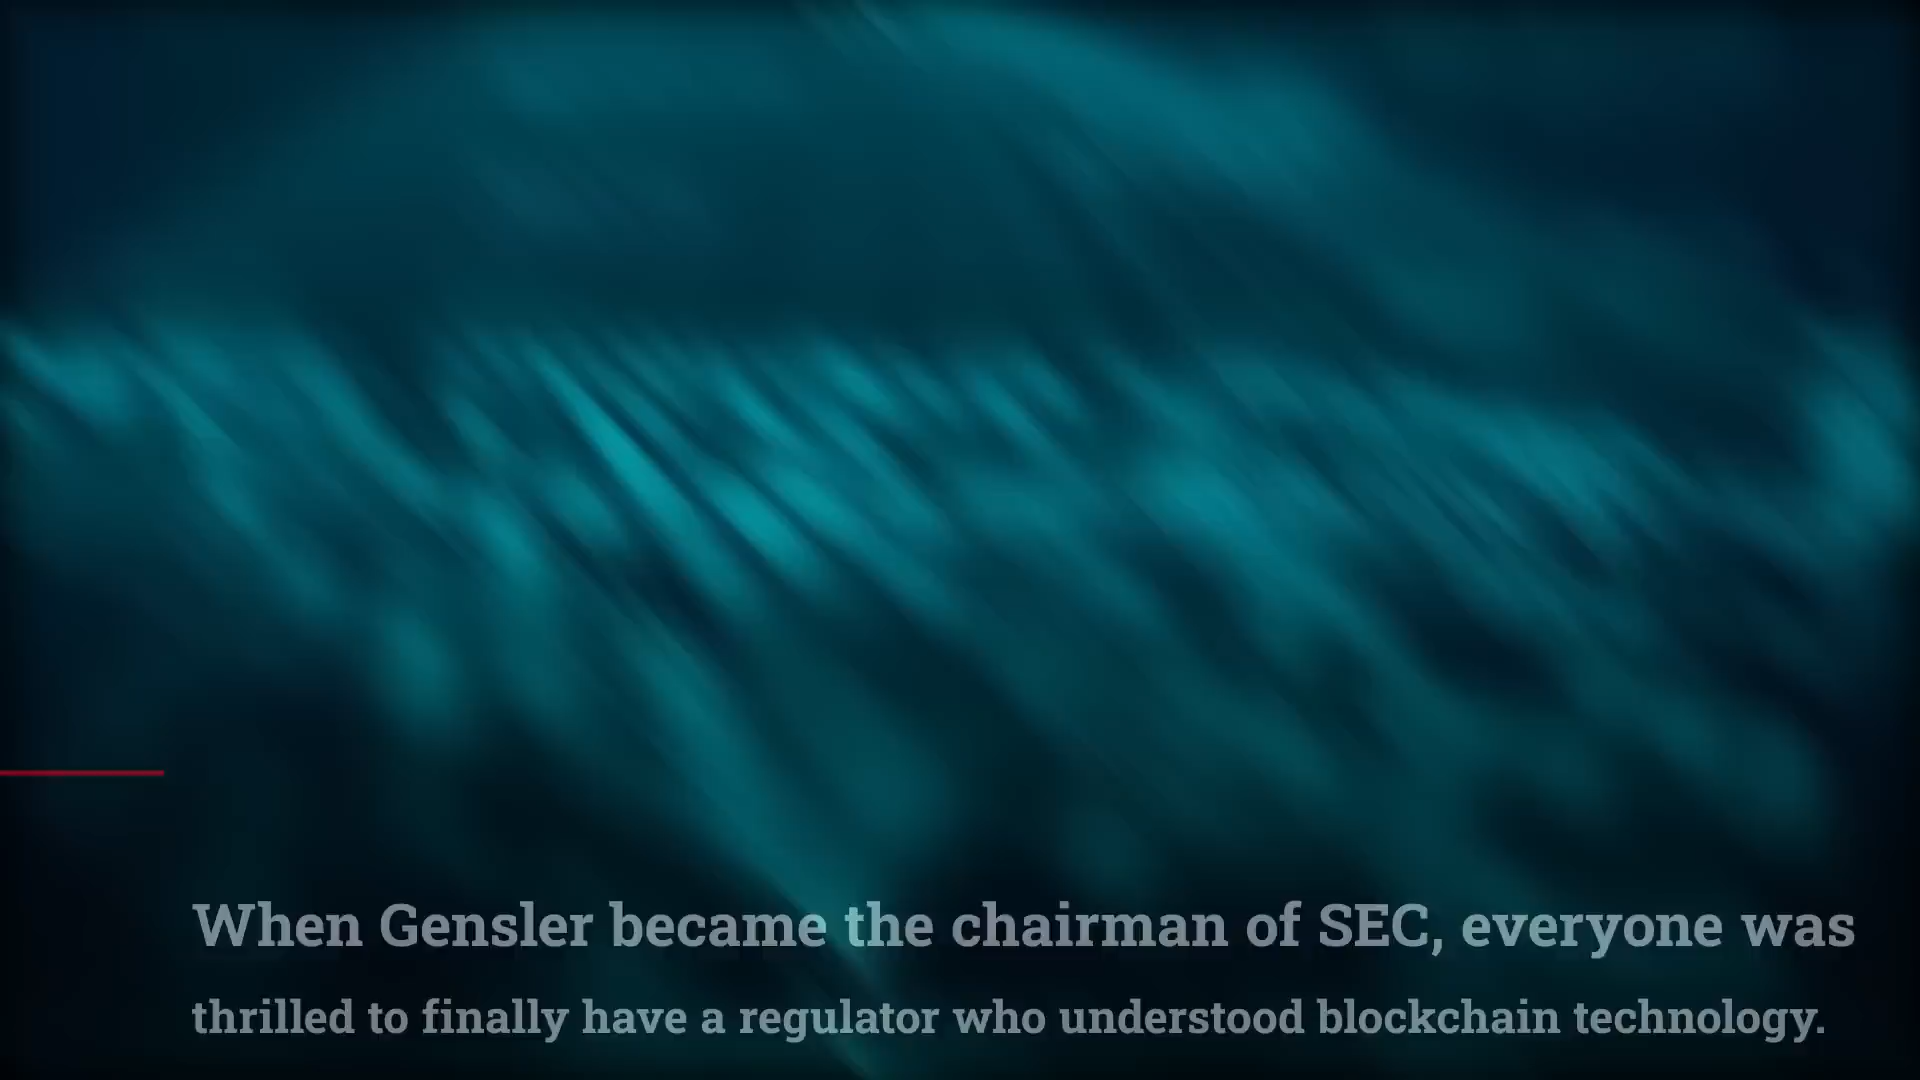 When Gensler became the chairman of SEC, everyone was
thrilled to finally have a regulator who understood blockchain technology.